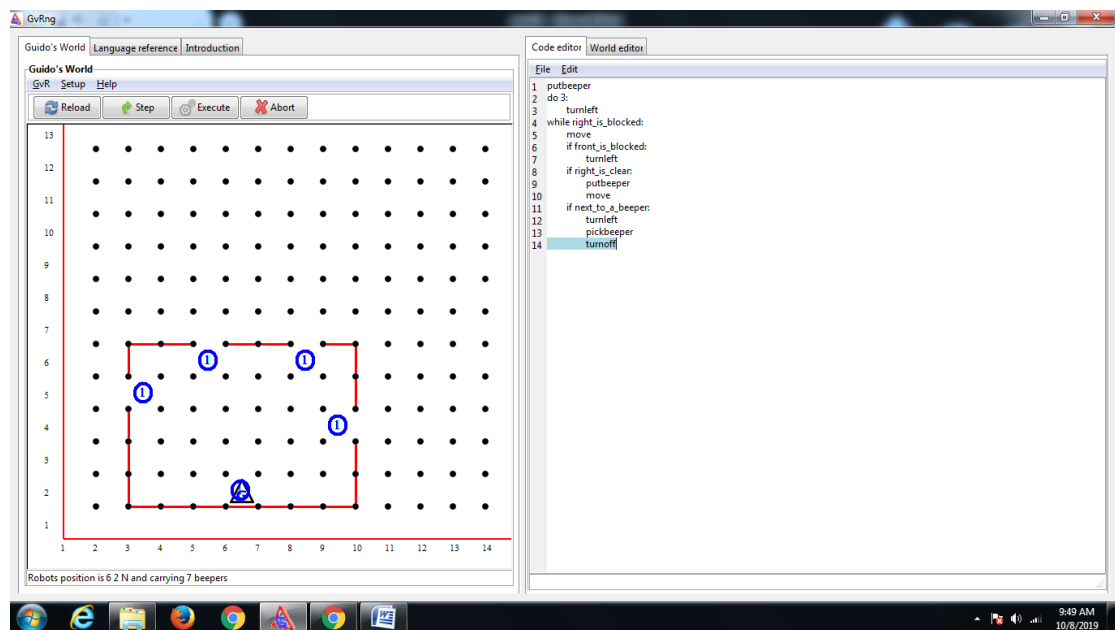 GvRng
Guido's World Language reference Introduction
Guido's World
GvR Setup Help
Reload Step Execute Abort
13
12
11
10
9
8
7
6
5
4
3
2
1
1 2 3 4 5 6 7 8 9 10 11 12 13 14
1 1
1
1
G
Robots position is 6 2 N and carrying 7 beepers
Code editor World editor
File Edit
1 putbeeper
2 do 3:
3 turnleft
4 while right_is_blocked:
5 move
6 if front_is_blocked:
7 turnleft
8 if right_is_clear:
9 putbeeper
10 move
11 if next_to_a_beeper:
12 turnleft
13 pickbeeper
14 turnoff
9:49 AM
10/8/2019